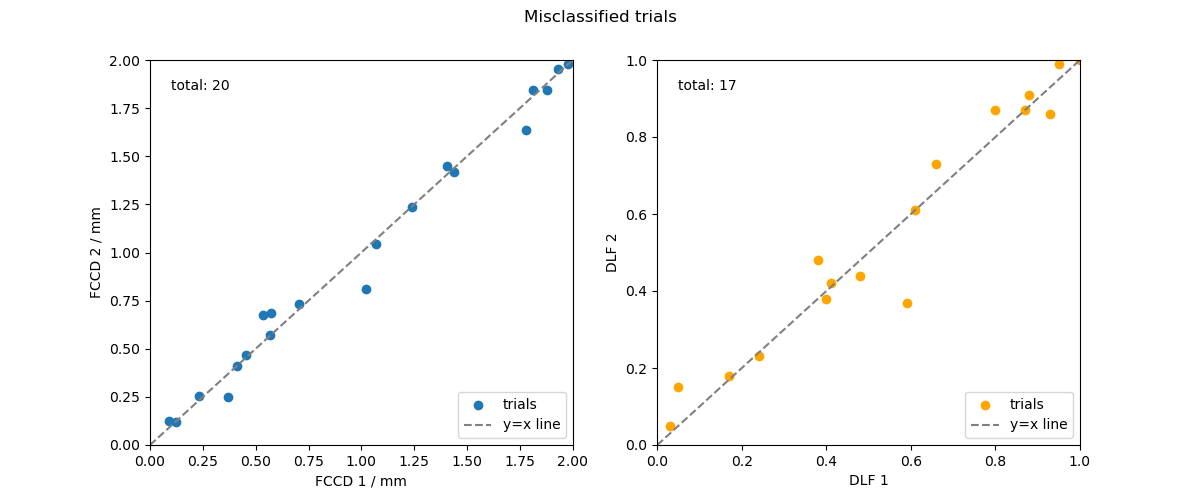 Misclassified trials
total: 20
2.00
1.75
1.50
1.25
1.00
0.75
0.50
0.25
0.00
FCCD 2 / mm
trials
y=x line
0.00 0.25 0.50 0.75 1.00 1.25 1.50 1.75 2.00
FCCD 1 / mm
total: 17
1.0
0.8
0.6
0.4
0.2
0.0
DLF 2
trials
y=x line
0.0 0.2 0.4 0.6 0.8 1.0
DLF 1